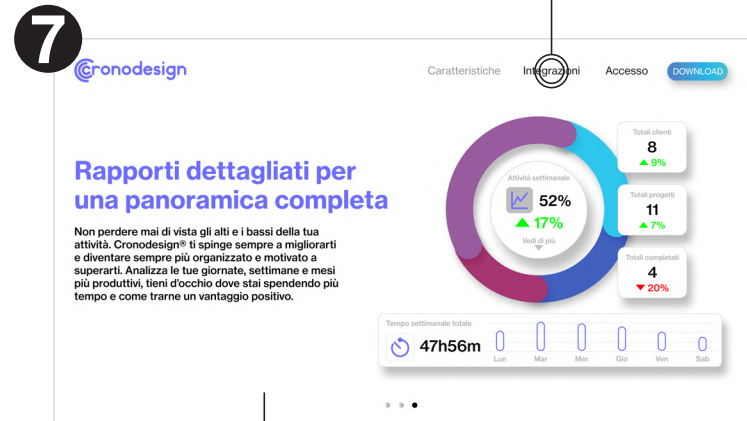 7
Cronodesign
Caratteristiche
Integrazioni
Accesso
DOWNLOAD
Rapporti dettagliati per
una panoramica completa
Non perdere mai di vista gli alti e i bassi della tua
attività. Cronodesign® ti spinge sempre a migliorarti
e diventare sempre più organizzato e motivato a
superarti. Analizza le tue giornate, settimane e mesi
più produttivi, tieni d'occhio dove stai spendendo più
tempo e come trarne un vantaggio positivo.
Attività settimanale
52%
17%
Vedi di più
Totali clienti
8
9%
Totali progetti
11
7%
Totali completati
4
20%
Tempo settimanale totale
47h56m
Lun Mar Mer Gio Ven Sab